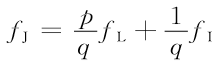 f_J = \frac{p}{q} f_L + \frac{1}{q} f_I